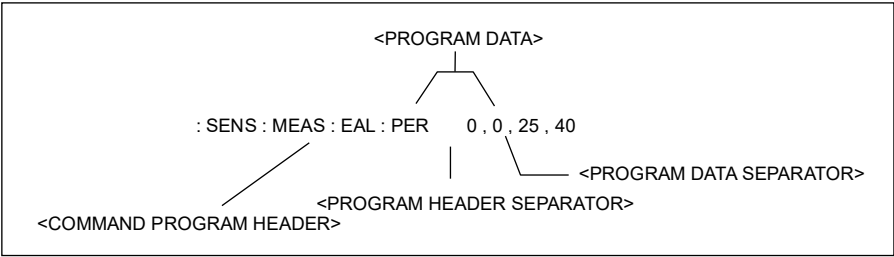 <PROGRAM DATA>
: SENS : MEAS : EAL : PER 0 , 0 , 25 , 40
<PROGRAM DATA SEPARATOR>
<PROGRAM HEADER SEPARATOR>
<COMMAND PROGRAM HEADER>